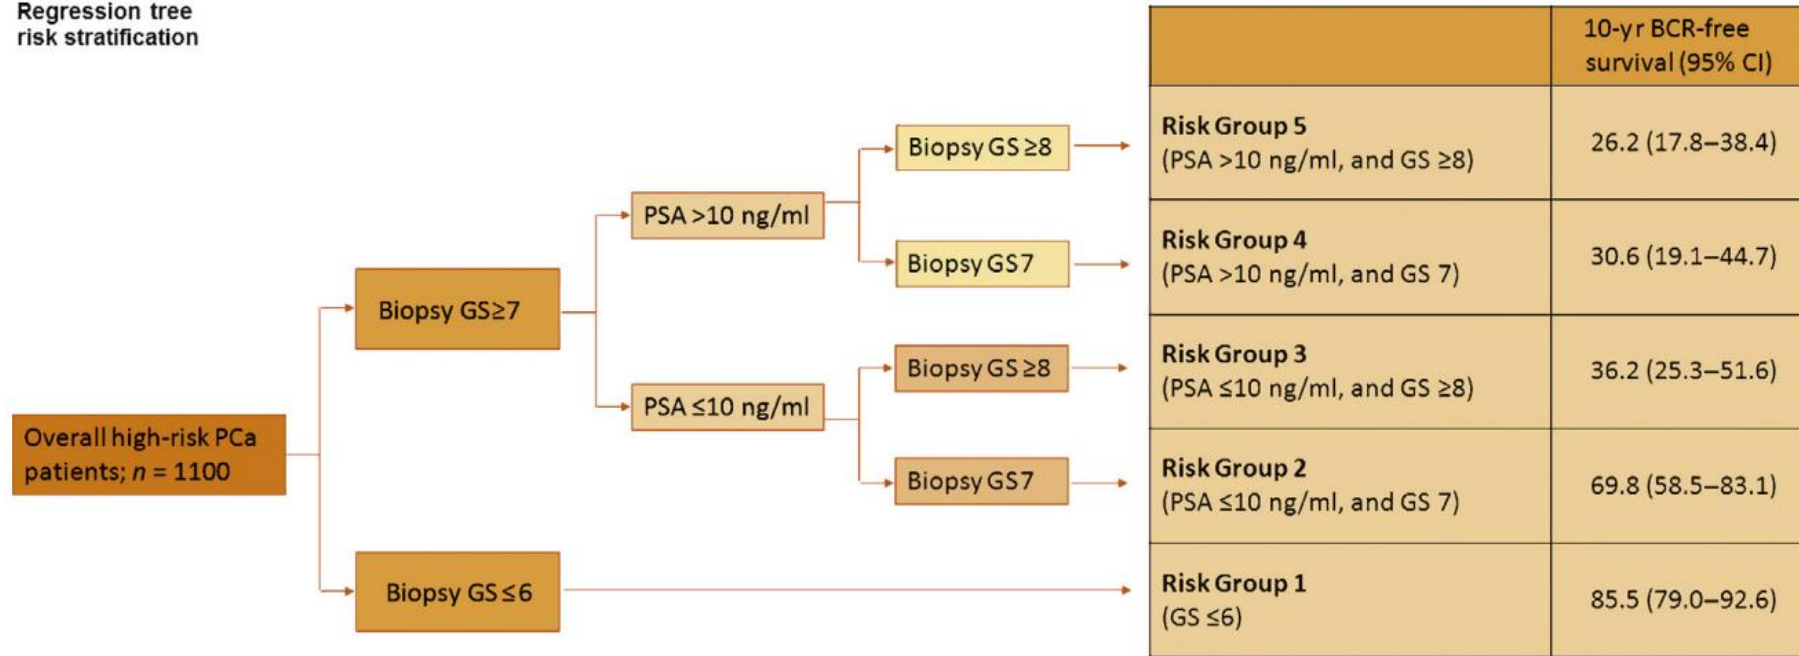 Regression tree
risk stratification
Overall high-risk PCa
patients; n = 1100
Biopsy GS≥7
Biopsy GS ≤6
PSA >10 ng/ml
PSA ≤10 ng/ml
Biopsy GS ≥8
Biopsy GS7
Biopsy GS ≥8
Biopsy GS7
10-yr BCR-free
survival (95% CI)
Risk Group 5
(PSA >10 ng/ml, and GS ≥8)
26.2 (17.8–38.4)
Risk Group 4
(PSA >10 ng/ml, and GS 7)
30.6 (19.1–44.7)
Risk Group 3
(PSA ≤10 ng/ml, and GS ≥8)
36.2 (25.3–51.6)
Risk Group 2
(PSA ≤10 ng/ml, and GS 7)
69.8 (58.5–83.1)
Risk Group 1
(GS ≤6)
85.5 (79.0–92.6)